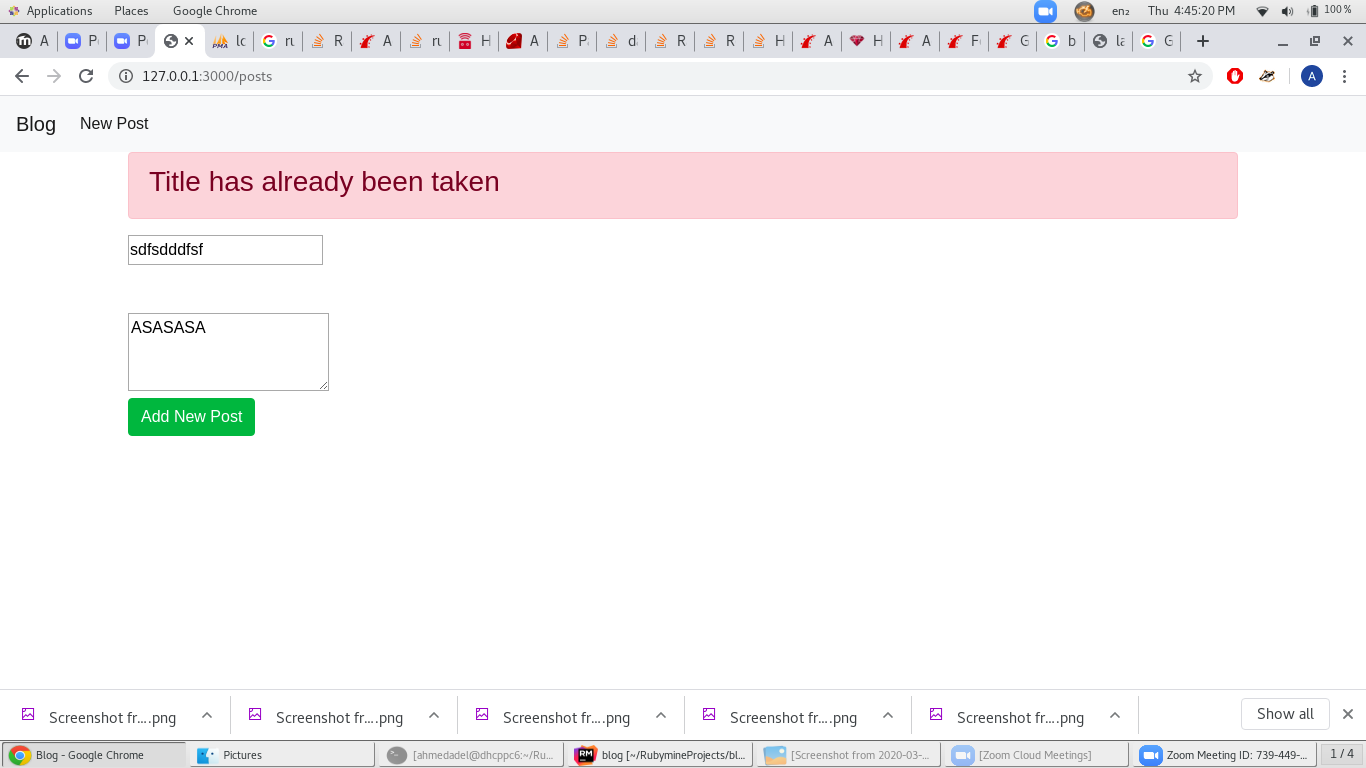 Applications Places Google Chrome en₂ Thu 4:45:20 PM 100 %
A P P lo ru R A ru H A P d R R H A H A F G b la G
127.0.0.1:3000/posts A
Blog New Post
Title has already been taken
sdfsdddfsf
ASASASA
Add New Post
Screenshot fr....png Screenshot fr....png Screenshot fr....png Screenshot fr....png Screenshot fr....png Show all
Blog - Google Chrome Pictures [ahmedadel@dhcppc6:~/Ru... blog [~/RubymineProjects/bl... [Screenshot from 2020-03-... [Zoom Cloud Meetings] Zoom Meeting ID: 739-449-... 1 / 4